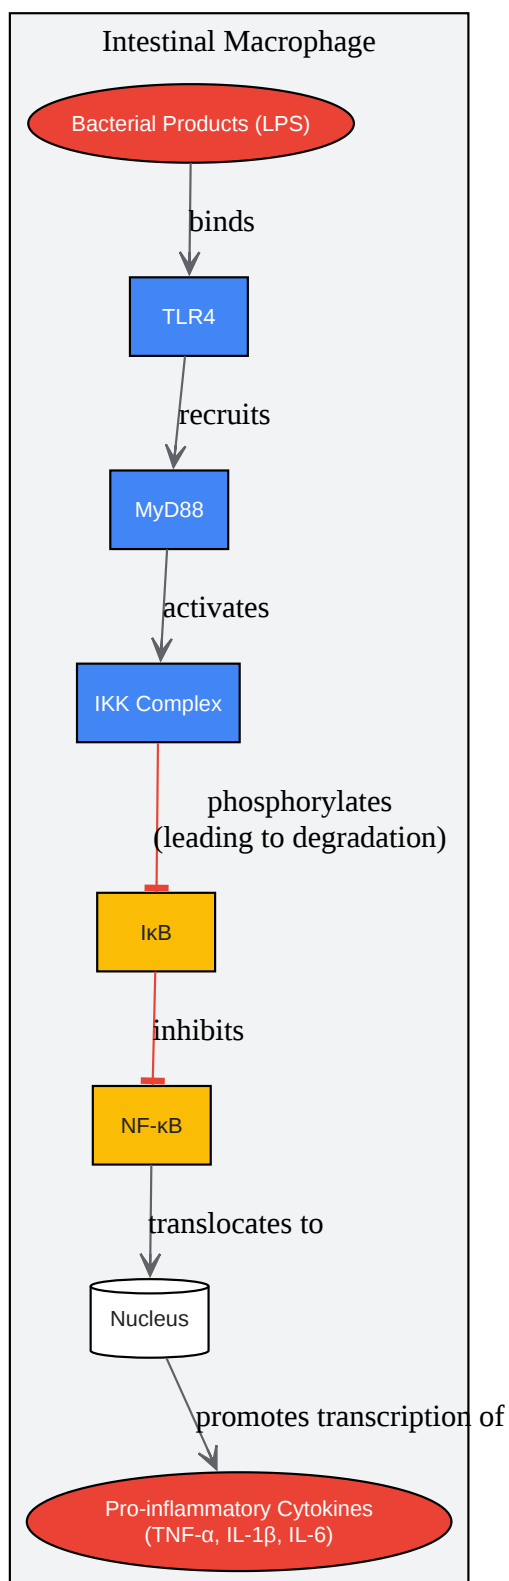 Intestinal Macrophage
Bacterial Products (LPS)
binds
TLR4
recruits
MyD88
activates
IKK Complex
phosphorylates
(leading to degradation)
IκB
inhibits
NF-κB
translocates to
Nucleus
promotes transcription of
Pro-inflammatory Cytokines
(TNF-α, IL-1β, IL-6)